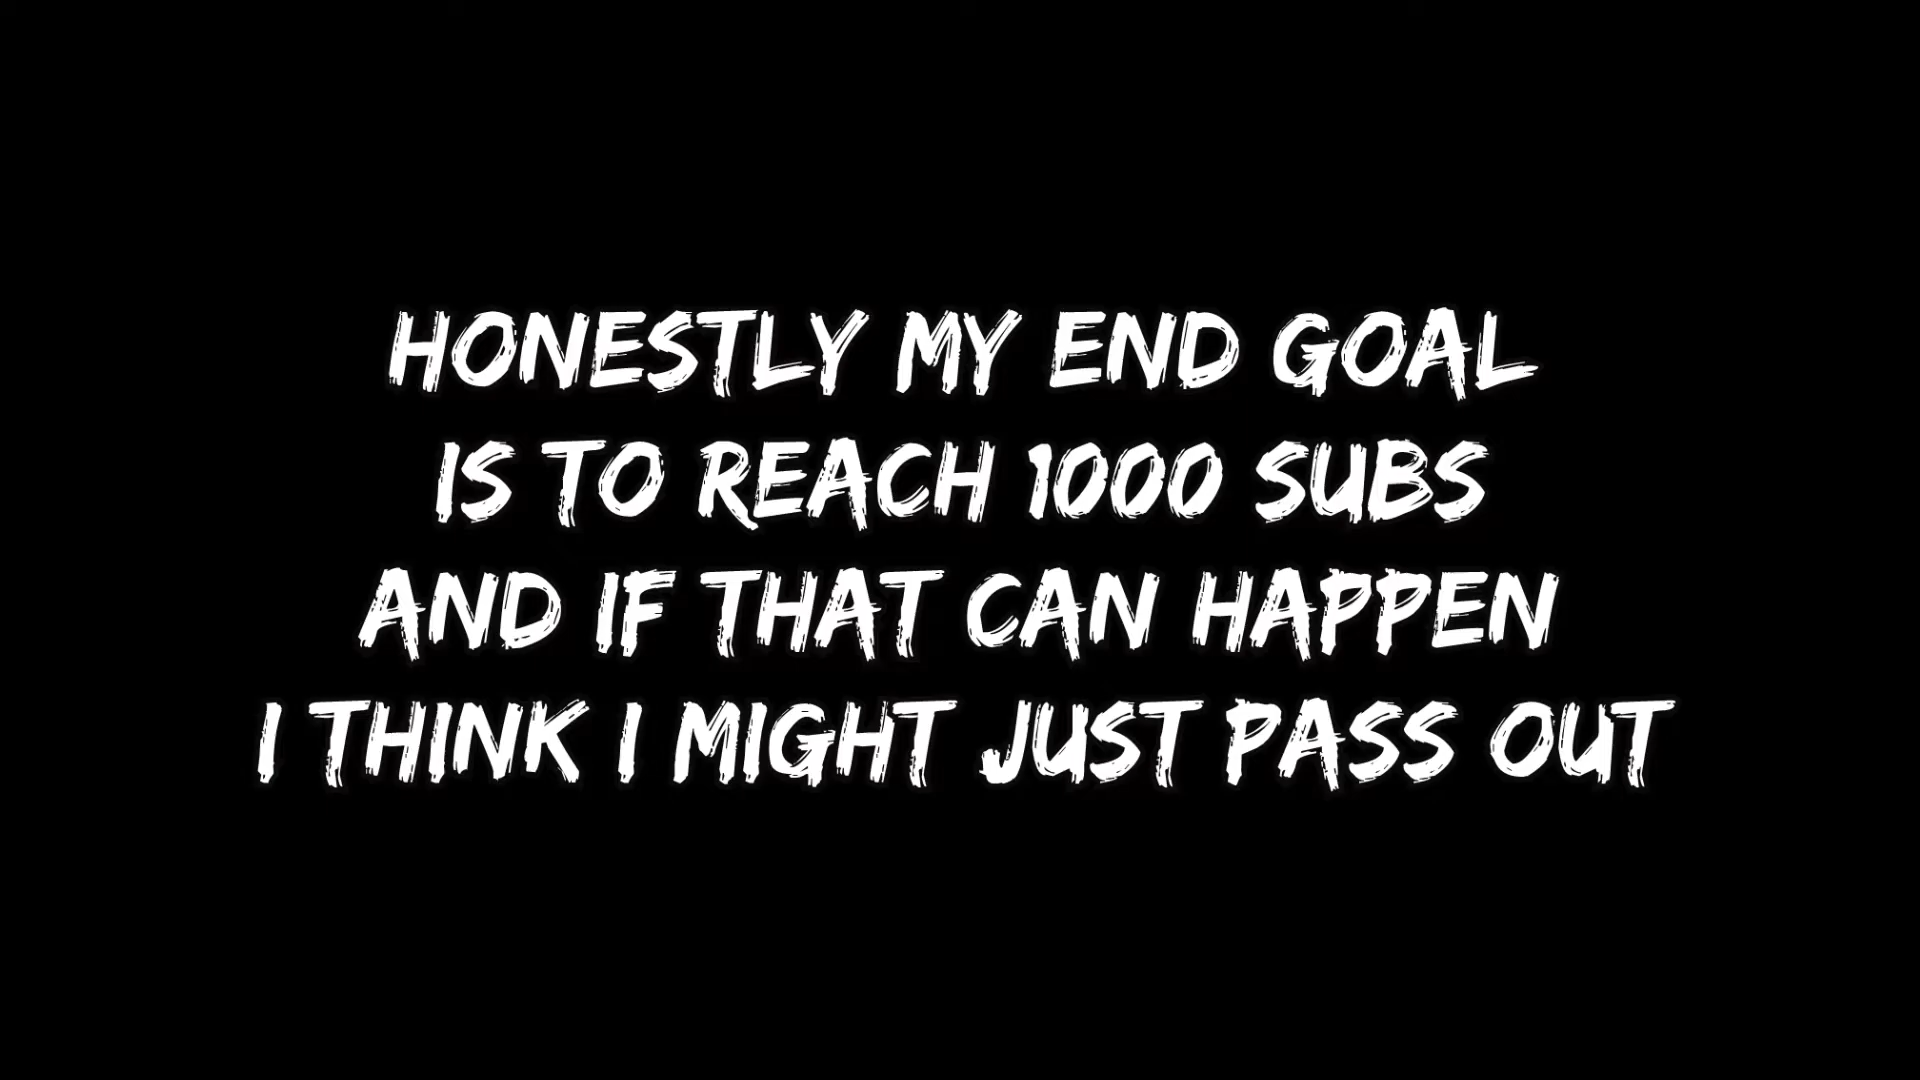 HONESTLY MY END GOAL
IS TO REACH 1000 SUBS
AND IF THAT CAN HAPPEN
I THINK I MIGHT JUST PASS OUT